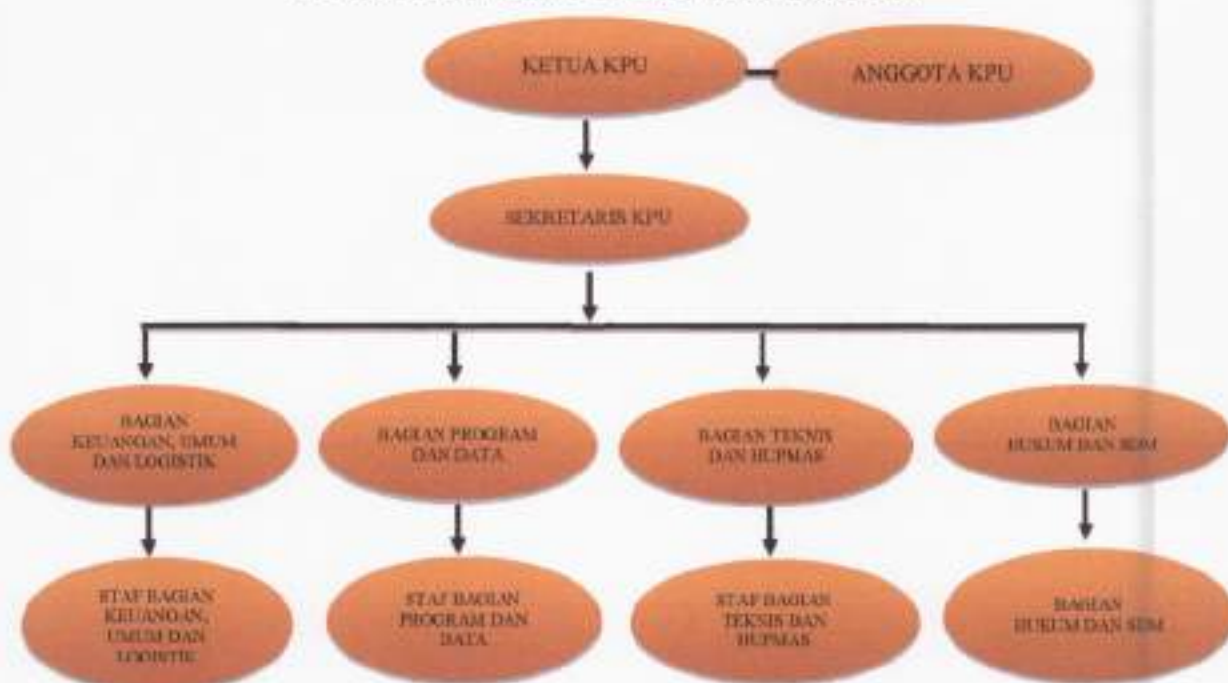 KETUA KPU
ANGGOTA KPU
SEKRETARIS KPU
BAGIAN
KEUANGAN, UMUM
DAN LOGISTIK
BAGIAN PROGRAM
DAN DATA
BAGIAN TEKNIS
DAN HUPMAS
BAGIAN
HUKUM DAN SDM
STAF BAGIAN
KEUANGAN,
UMUM DAN
LOGISTIK
STAF BAGIAN
PROGRAM DAN
DATA
STAF BAGIAN
TEKNIS DAN
HUPMAS
BAGIAN
HUKUM DAN SDM